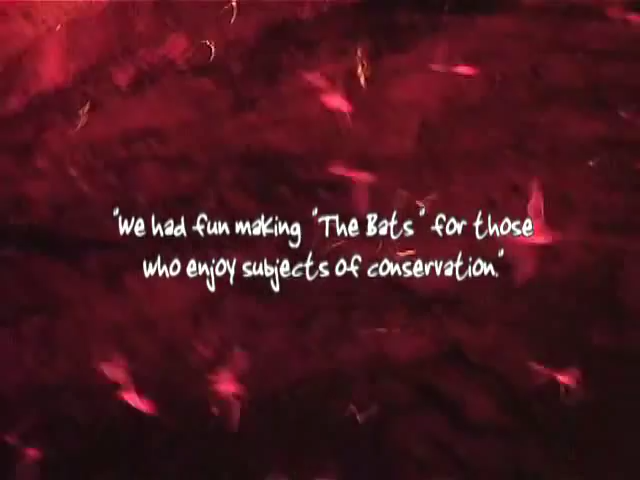 "We had fun making "The Bats" for those
who enjoy subjects of conservation."